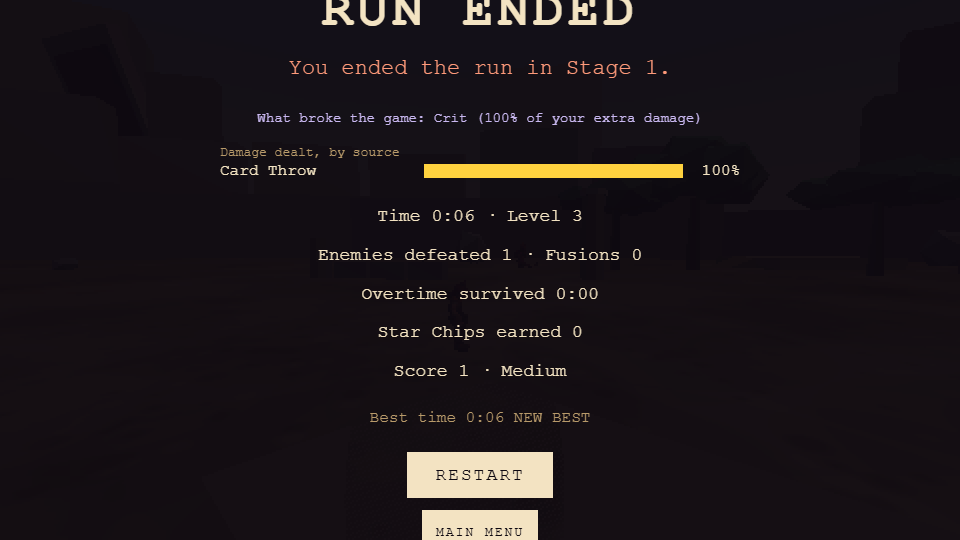 RUN ENDED
You ended the run in Stage 1.
What broke the game: Crit (100% of your extra damage)
Damage dealt, by source
Card Throw 100%
Time 0:06 · Level 3
Enemies defeated 1 · Fusions 0
Overtime survived 0:00
Star Chips earned 0
Score 1 · Medium
Best time 0:06 NEW BEST
RESTART
MAIN MENU